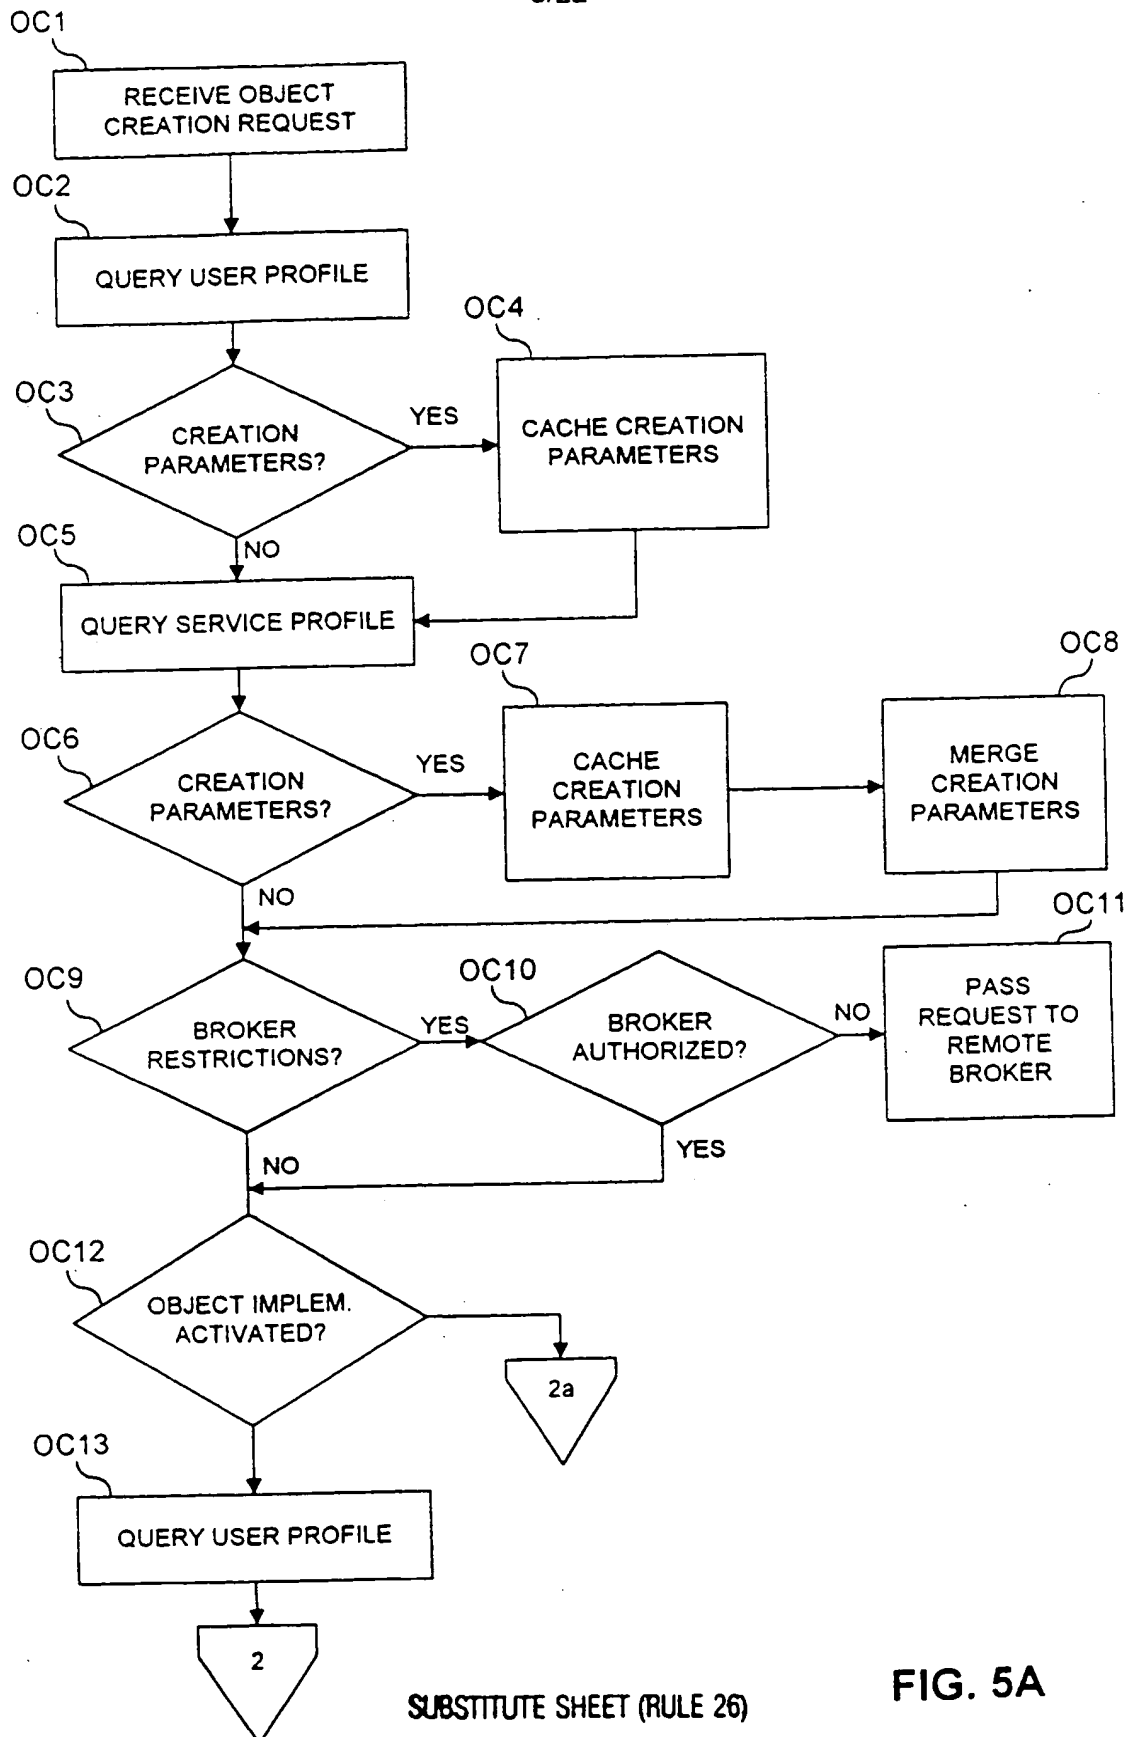 OC1
RECEIVE OBJECT
CREATION REQUEST
OC2
QUERY USER PROFILE
OC3
CREATION
PARAMETERS?
YES
OC4
CACHE CREATION
PARAMETERS
NO
OC5
QUERY SERVICE PROFILE
OC6
CREATION
PARAMETERS?
YES
OC7
CACHE
CREATION
PARAMETERS
OC8
MERGE
CREATION
PARAMETERS
NO
OC9
BROKER
RESTRICTIONS?
YES
OC10
BROKER
AUTHORIZED?
NO
OC11
PASS
REQUEST TO
REMOTE
BROKER
YES
NO
OC12
OBJECT IMPLEM.
ACTIVATED?
2a
OC13
QUERY USER PROFILE
2
SUBSTITUTE SHEET (RULE 26)
FIG. 5A